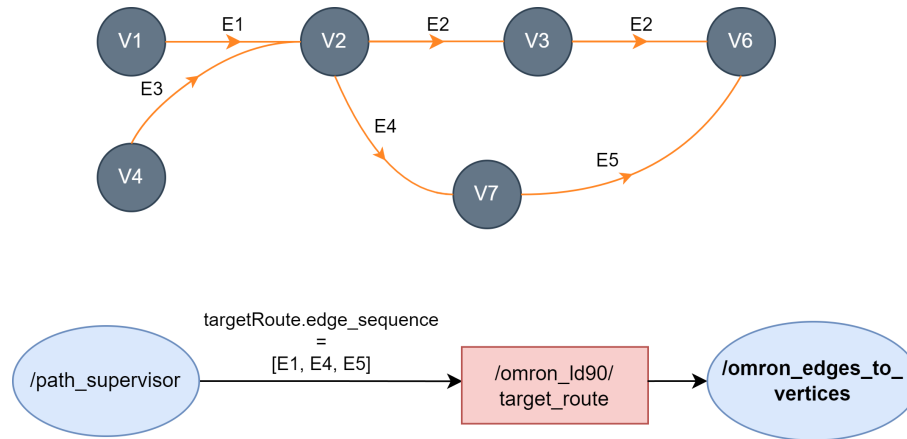 E1
E2
E2
V1
V2
V3
V6
E3
E4
E5
V4
V7
targetRoute.edge_sequence
=
[E1, E4, E5]
/path_supervisor
/omron_ld90/
target_route
/omron_edges_to_
vertices